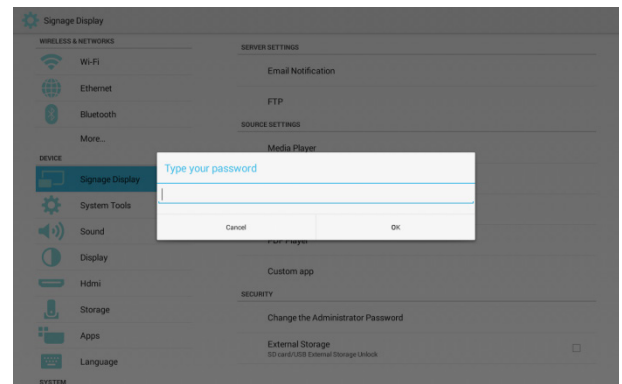 Signage Display
WIRELESS & NETWORKS
Wi-Fi
Ethernet
Bluetooth
More..
DEVICE
Signage Display
System Tools
Sound
Display
Hdmi
Storage
Apps
Language
SYSTEM
SERVER SETTINGS
Email Notification
FTP
SOURCE SETTINGS
Media Player
Type your password
Cancel
OK
PDF Player
Custom app
SECURITY
Change the Administrator Password
External Storage
SD card/USB External Storage Unlock